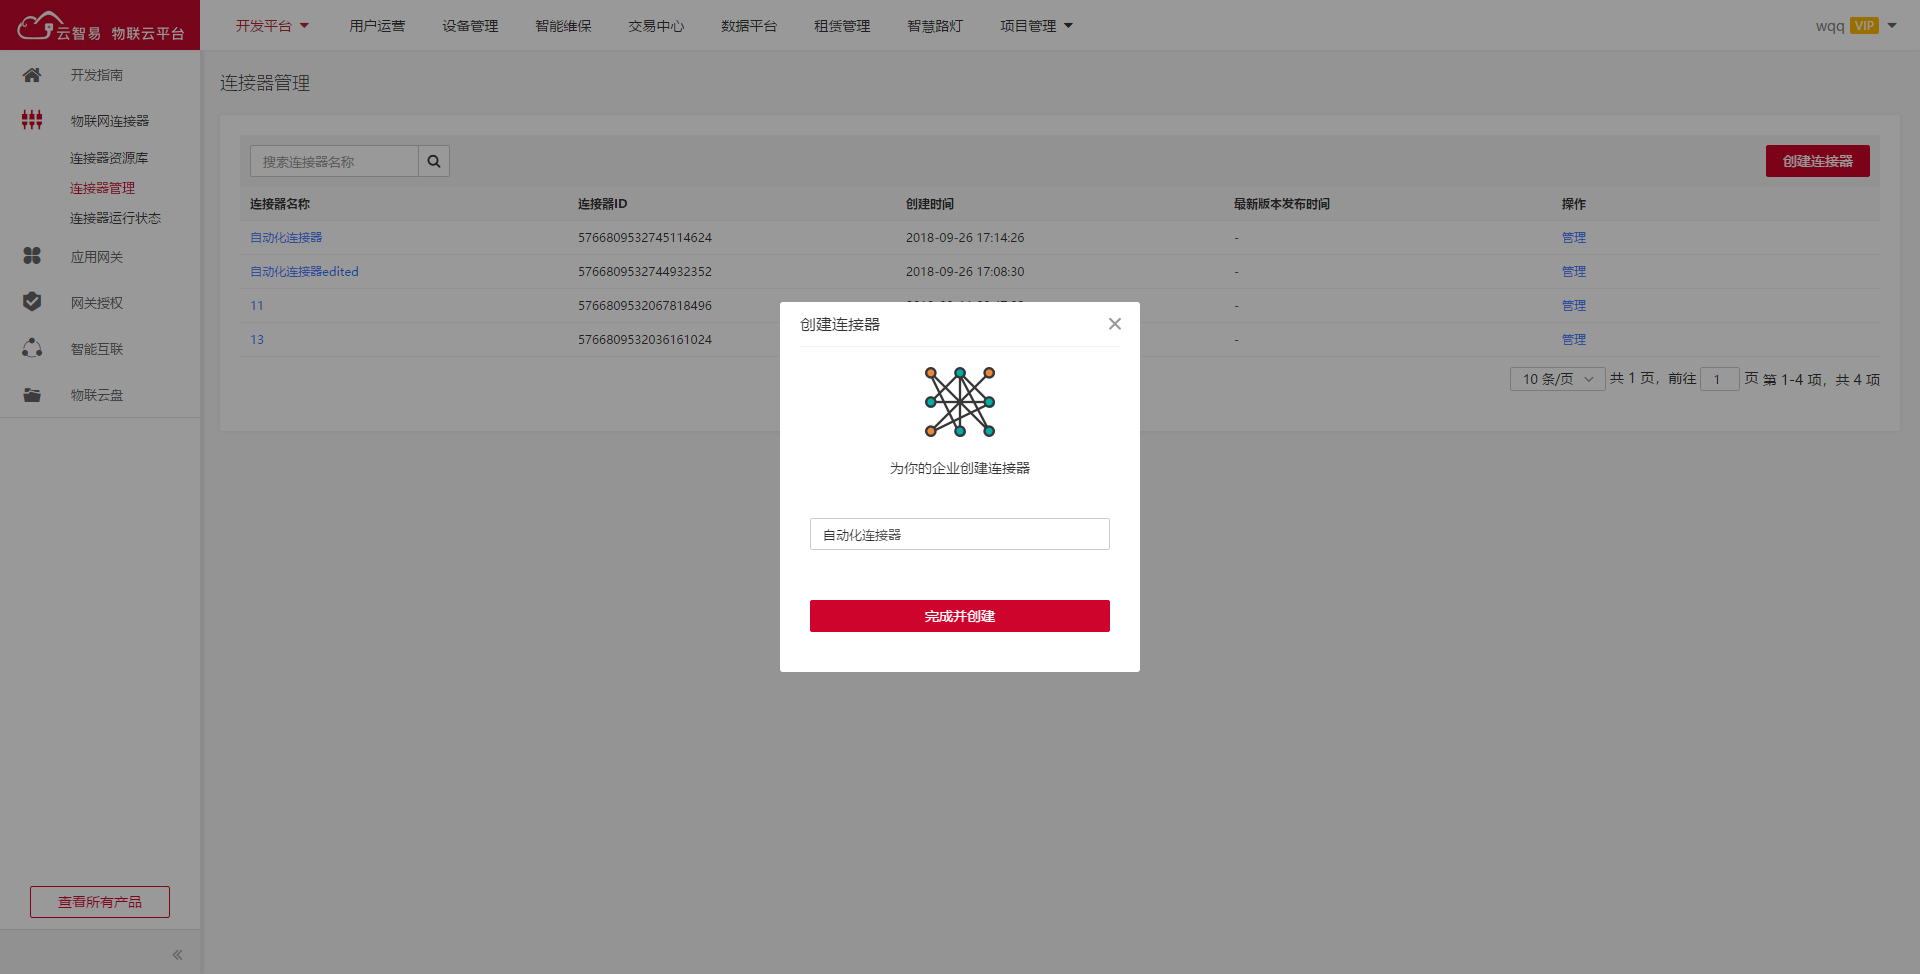 云智易 物联云平台
开发平台 用户运营 设备管理 智能维保 交易中心 数据平台 租赁管理 智慧路灯 项目管理
wqq VIP
开发指南
物联网连接器
连接器资源库
连接器管理
连接器运行状态
应用网关
网关授权
智能互联
物联云盘
查看所有产品
连接器管理
搜索连接器名称
创建连接器
连接器名称 连接器ID 创建时间 最新版本发布时间 操作
自动化连接器 5766809532745114624 2018-09-26 17:14:26 - 管理
自动化连接器edited 5766809532744932352 2018-09-26 17:08:30 - 管理
11 5766809532067818496 - 管理
13 5766809532036161024 - 管理
10 条/页 共 1 页，前往 1 页 第 1-4 项，共 4 项
创建连接器
为你的企业创建连接器
自动化连接器
完成并创建